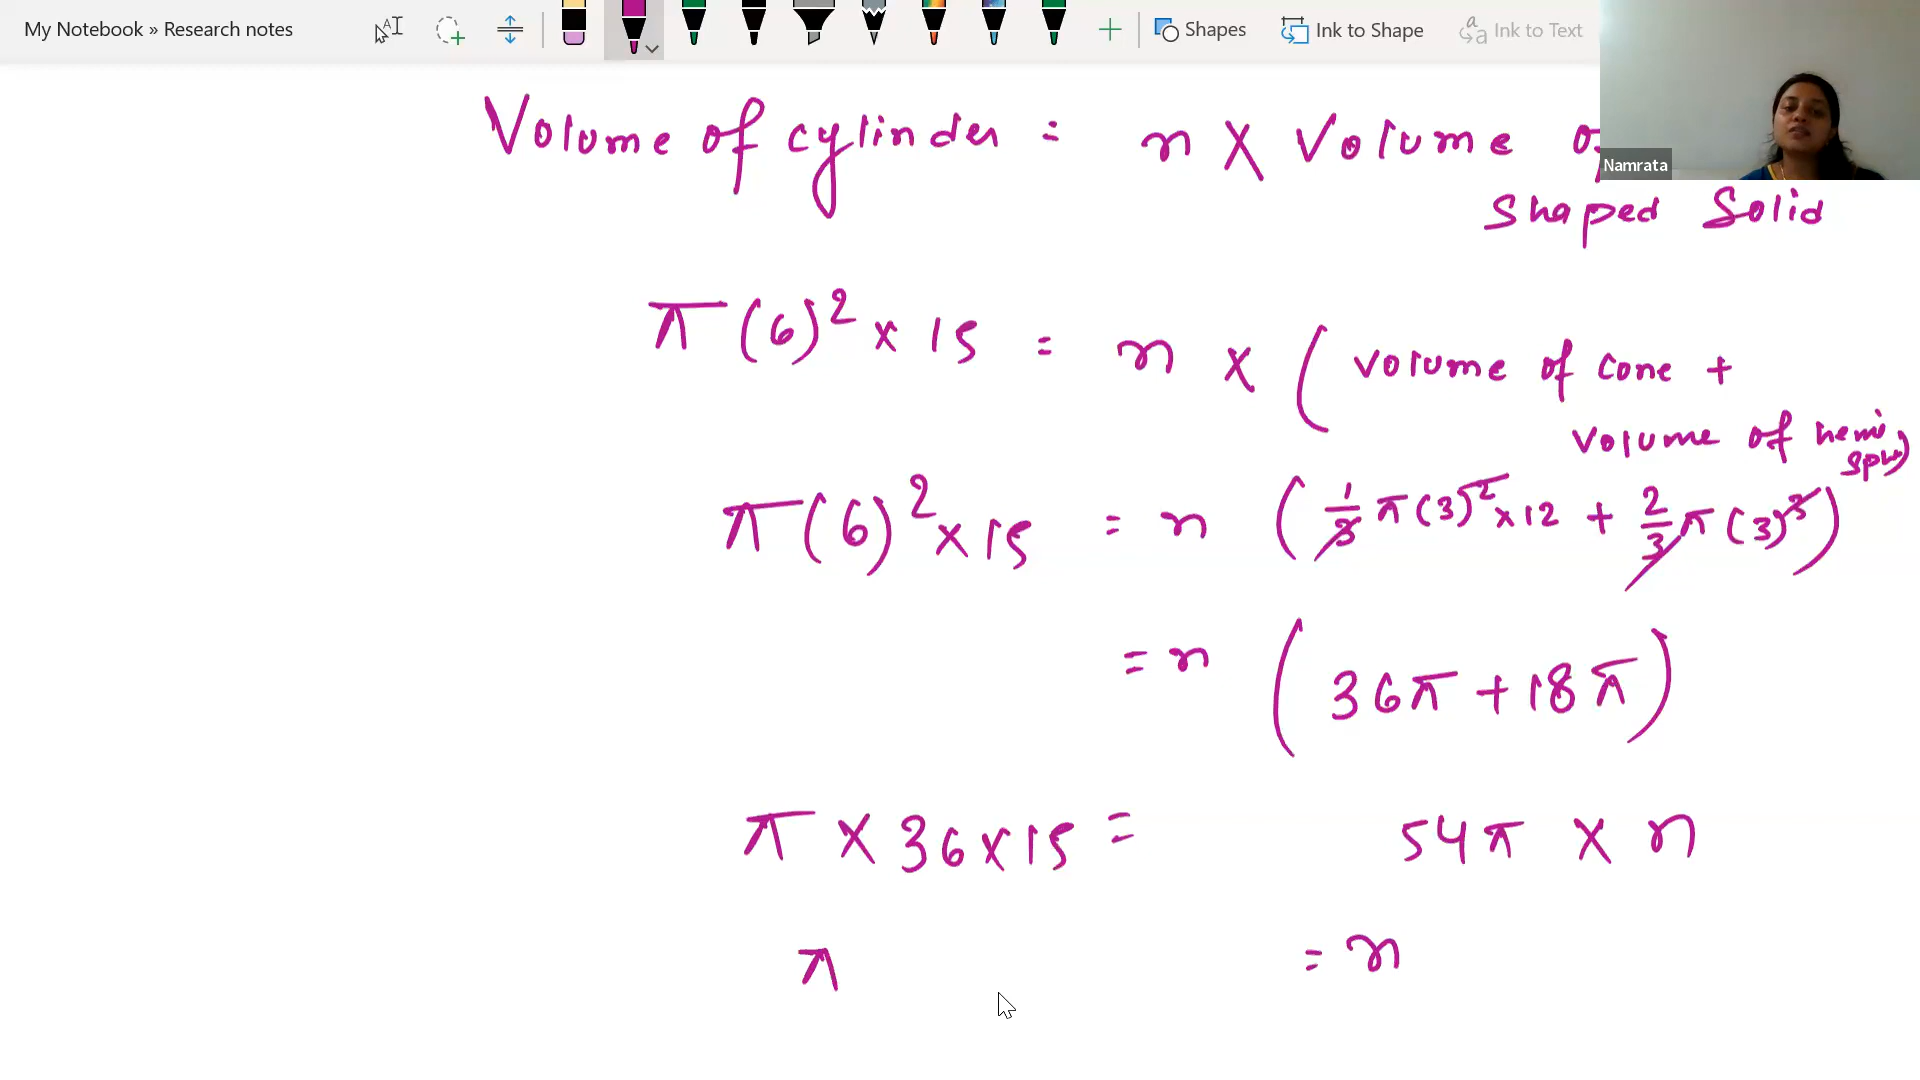 My Notebook » Research notes
Shapes
Ink to Shape
Ink to Text
Namrata
Volume of cylinder = n X Volume
Shaped Solid
π(6)² × 15 = n X ( volume of cone +
volume of hemi
π(6)² × 15 = n ( 1/3 π(3)² × 12 + 2/3 π(3)³ )
= n ( 36π + 18π )
π × 36 × 15 = 54π × n
π = n